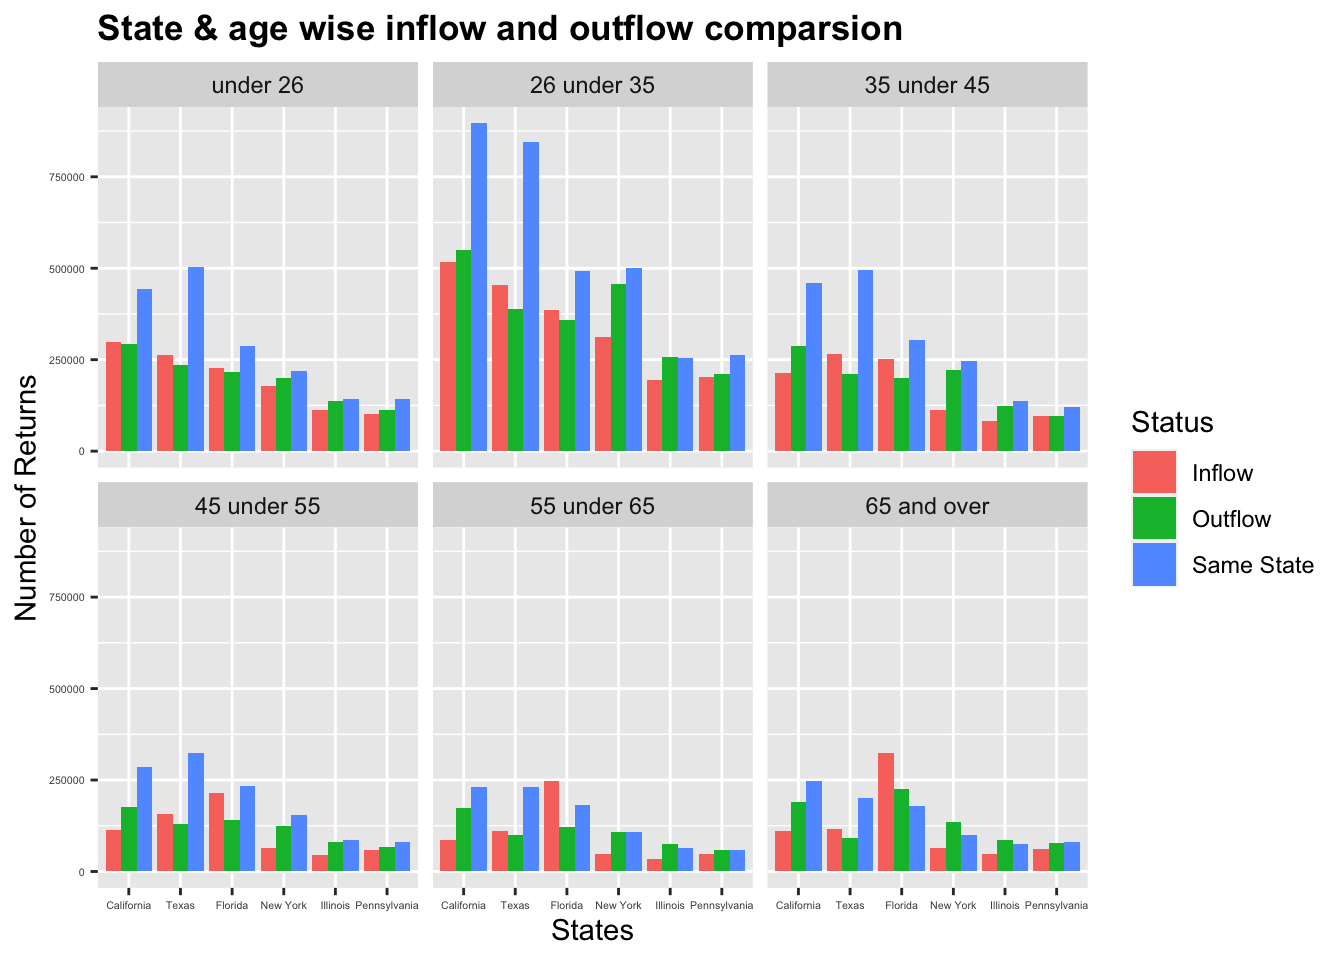 State & age wise inflow and outflow comparsion
under 26
26 under 35
35 under 45
750000
500000
250000
0
45 under 55
55 under 65
65 and over
750000
500000
250000
0
California Texas Florida New York Illinois Pennsylvania
California Texas Florida New York Illinois Pennsylvania
California Texas Florida New York Illinois Pennsylvania
States
Number of Returns
Status
Inflow
Outflow
Same State